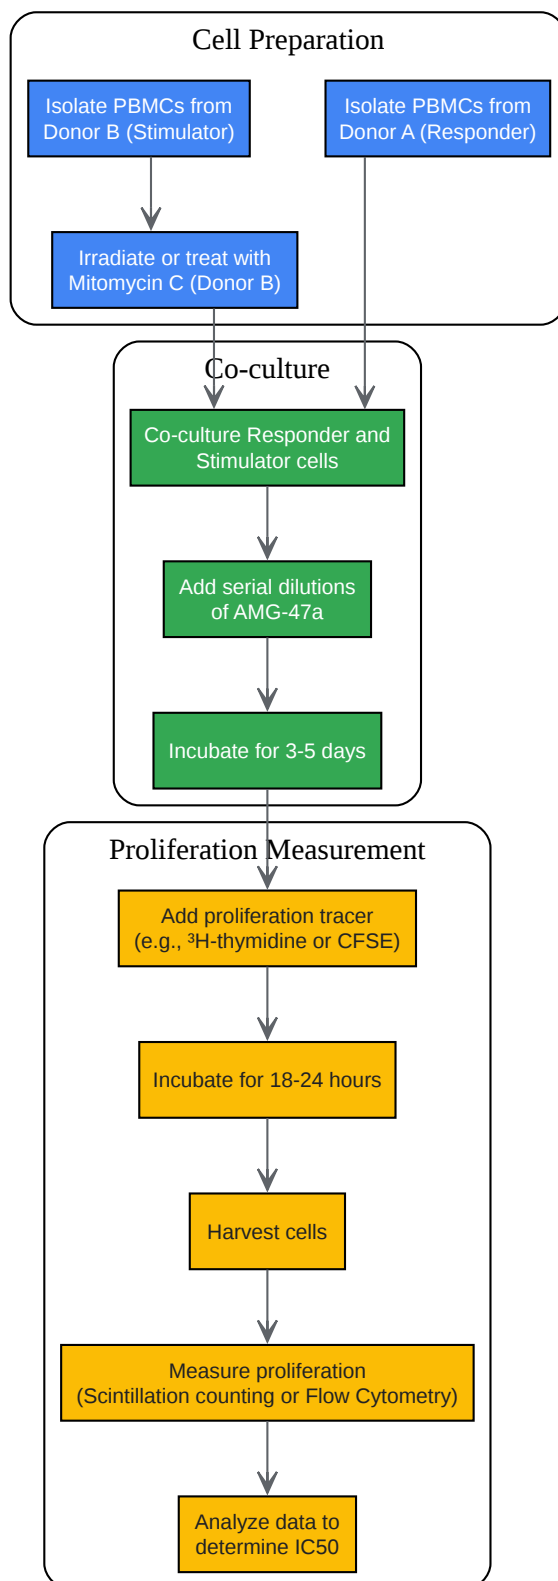 Cell Preparation
Isolate PBMCs from
Donor B (Stimulator)
Isolate PBMCs from
Donor A (Responder)
Irradiate or treat with
Mitomycin C (Donor B)
Co-culture
Co-culture Responder and
Stimulator cells
Add serial dilutions
of AMG-47a
Incubate for 3-5 days
Proliferation Measurement
Add proliferation tracer
(e.g., ³H-thymidine or CFSE)
Incubate for 18-24 hours
Harvest cells
Measure proliferation
(Scintillation counting or Flow Cytometry)
Analyze data to
determine IC50